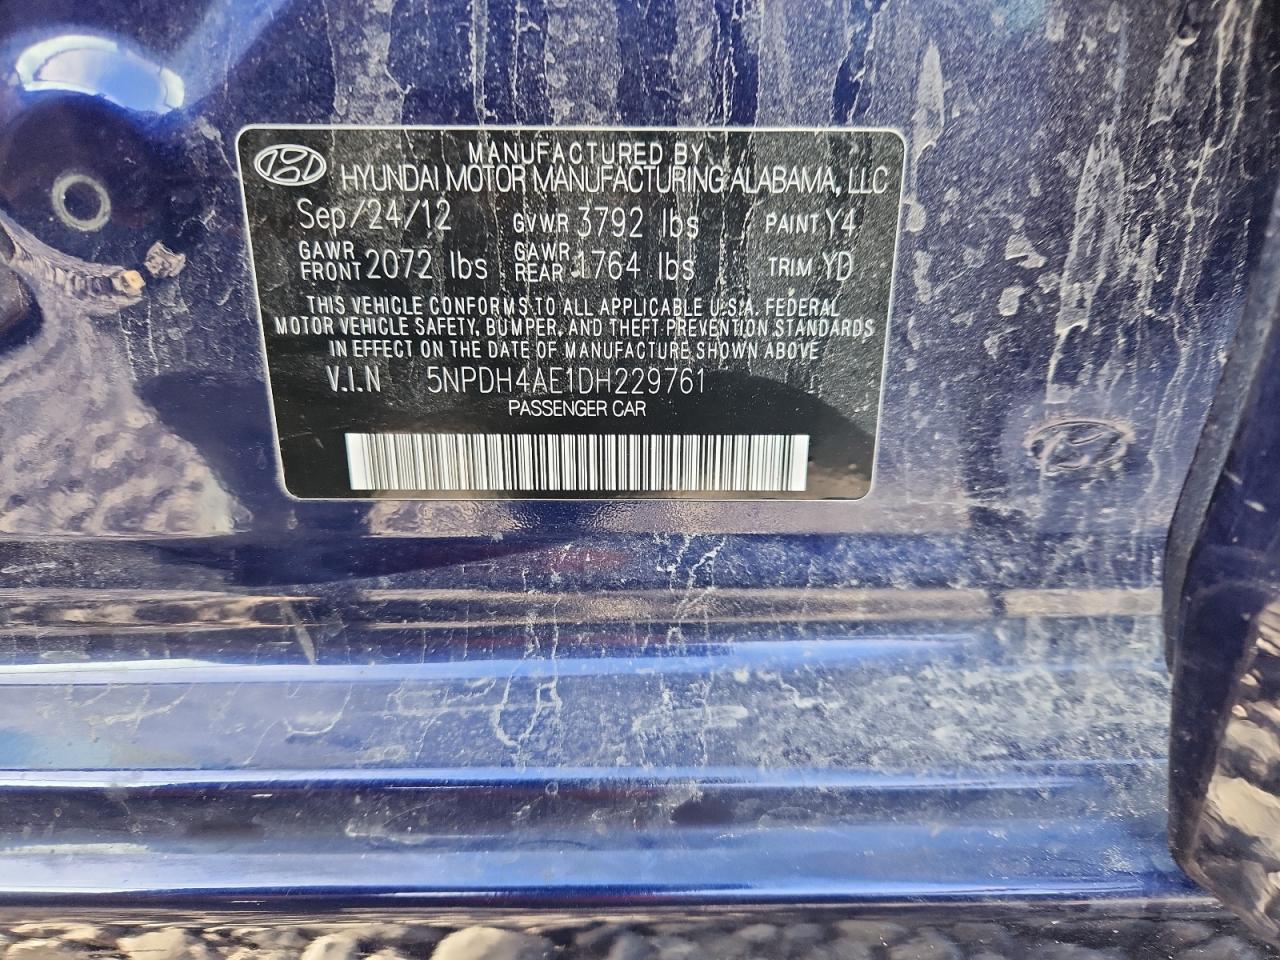 MANUFACTURED BY
HYUNDAI MOTOR MANUFACTURING ALABAMA, LLC
Sep/24/12 GVWR 3792 lbs PAINT Y4
GAWR FRONT 2072 lbs GAWR REAR 1764 lbs TRIM YD
THIS VEHICLE CONFORMS TO ALL APPLICABLE U.S.A. FEDERAL
MOTOR VEHICLE SAFETY, BUMPER, AND THEFT PREVENTION STANDARDS
IN EFFECT ON THE DATE OF MANUFACTURE SHOWN ABOVE
V.I.N 5NPDH4AE1DH229761
PASSENGER CAR